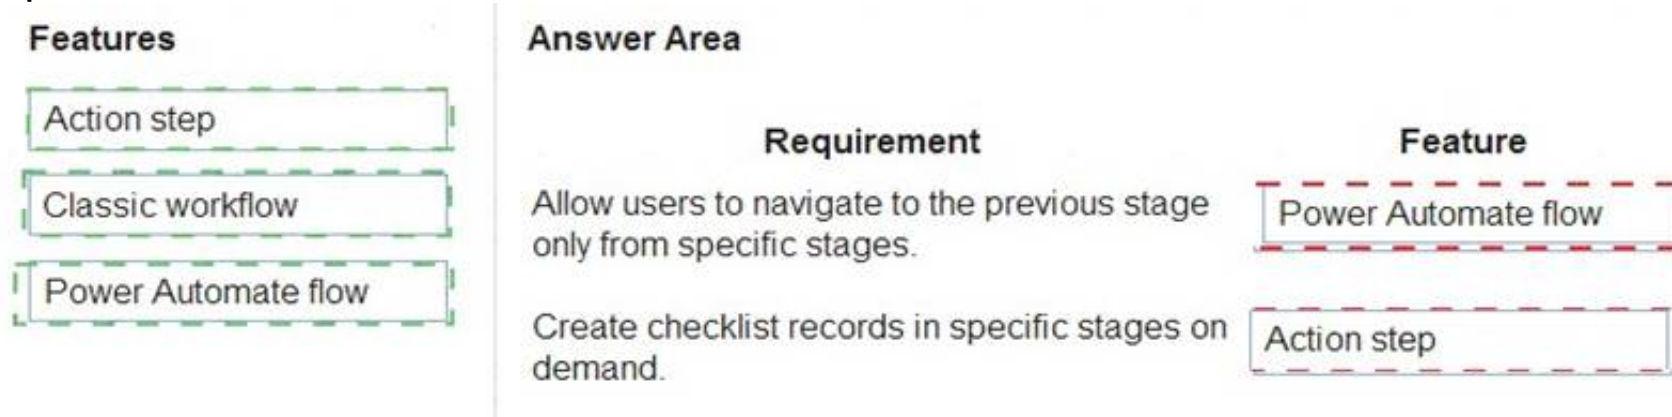 Features
Action step
Classic workflow
Power Automate flow
Answer Area
Requirement
Feature
Allow users to navigate to the previous stage
only from specific stages.
Power Automate flow
Create checklist records in specific stages on
demand.
Action step